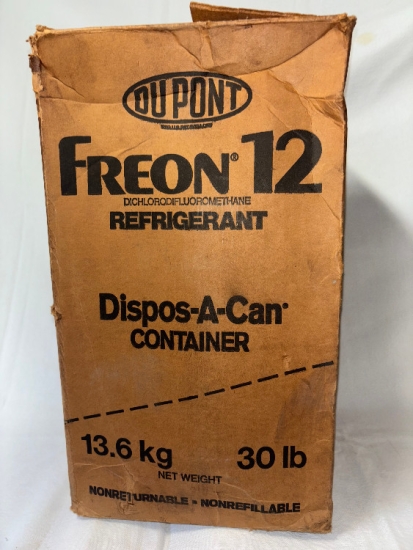 DU PONT
FREON® 12
DICHLORODIFLUOROMETHANE
REFRIGERANT
Dispos-A-Can®
CONTAINER
13.6 kg 30 lb
NET WEIGHT
NONRETURNABLE - NONREFILLABLE